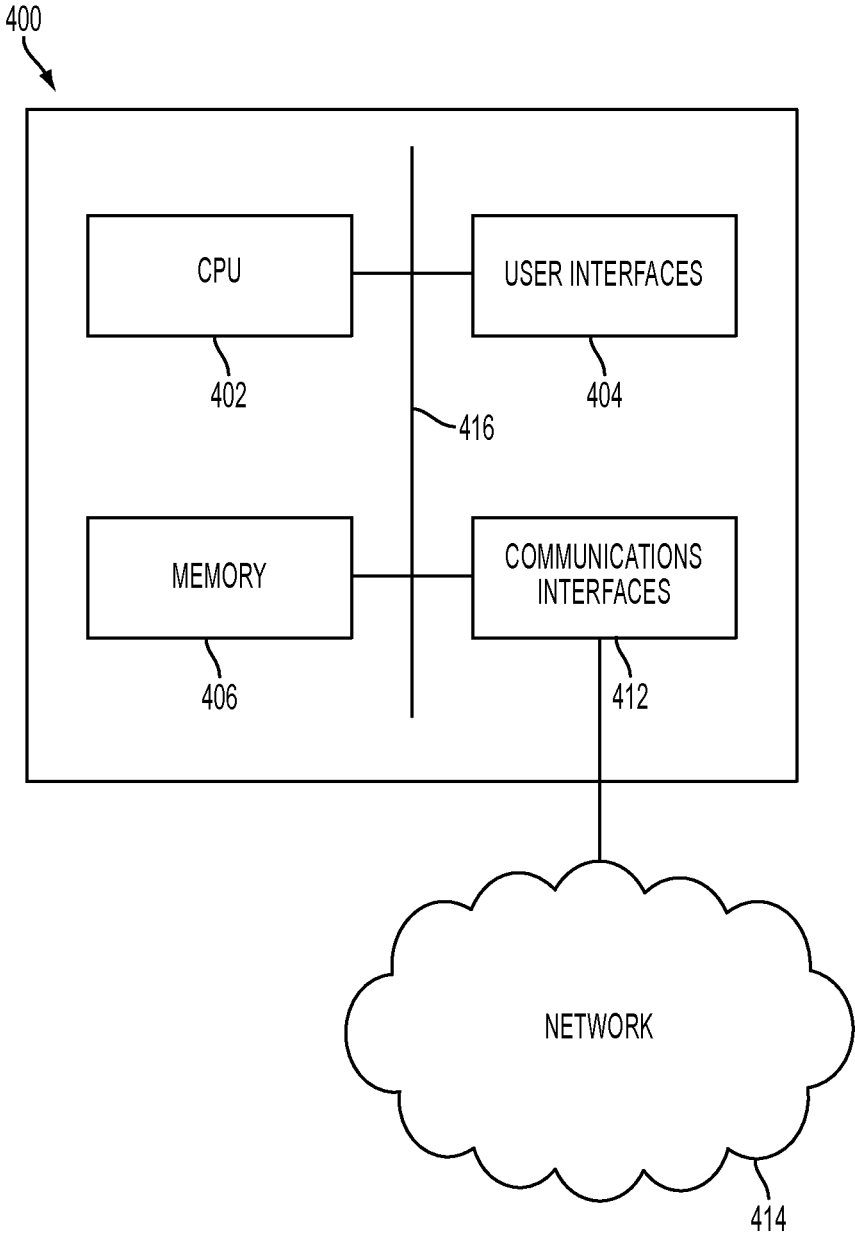 400
CPU
402
USER INTERFACES
404
416
MEMORY
406
COMMUNICATIONS
INTERFACES
412
NETWORK
414